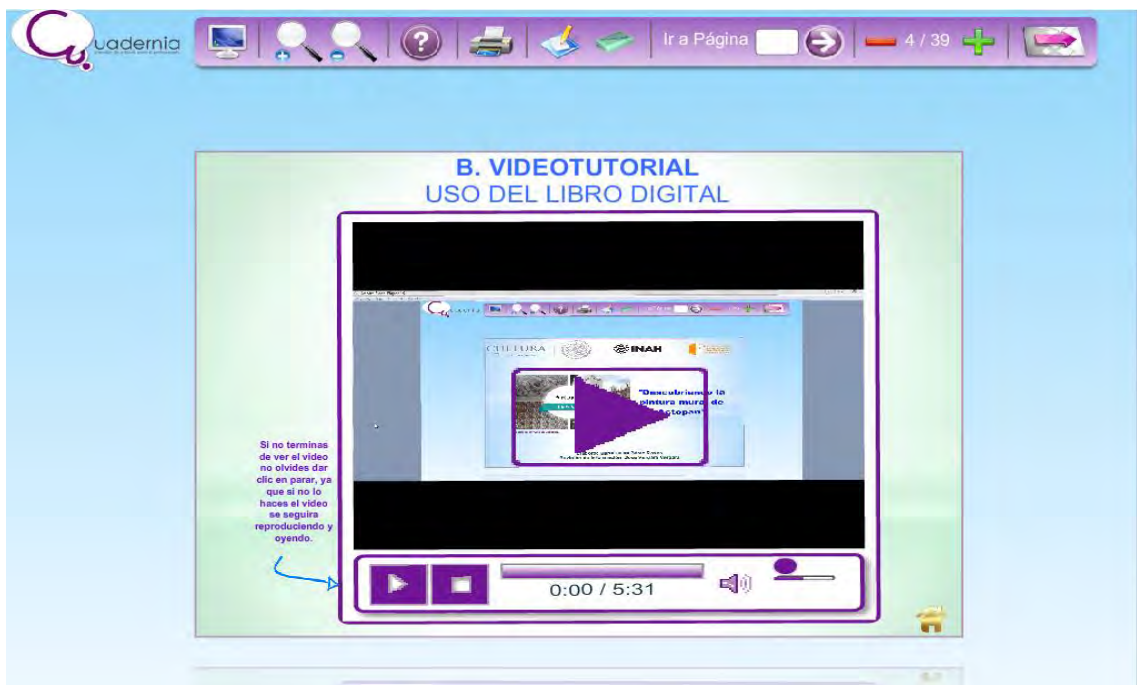 Cuadernia
Ir a Página
4 / 39
B. VIDEOTUTORIAL
USO DEL LIBRO DIGITAL
CULTURA
INAH
"Descubriendo la
pintura mural de
Si no terminas
de ver el video
no olvides dar
clic en parar, ya
que si no lo
haces el video
se seguira
reproduciendo y
oyendo.
0:00 / 5:31